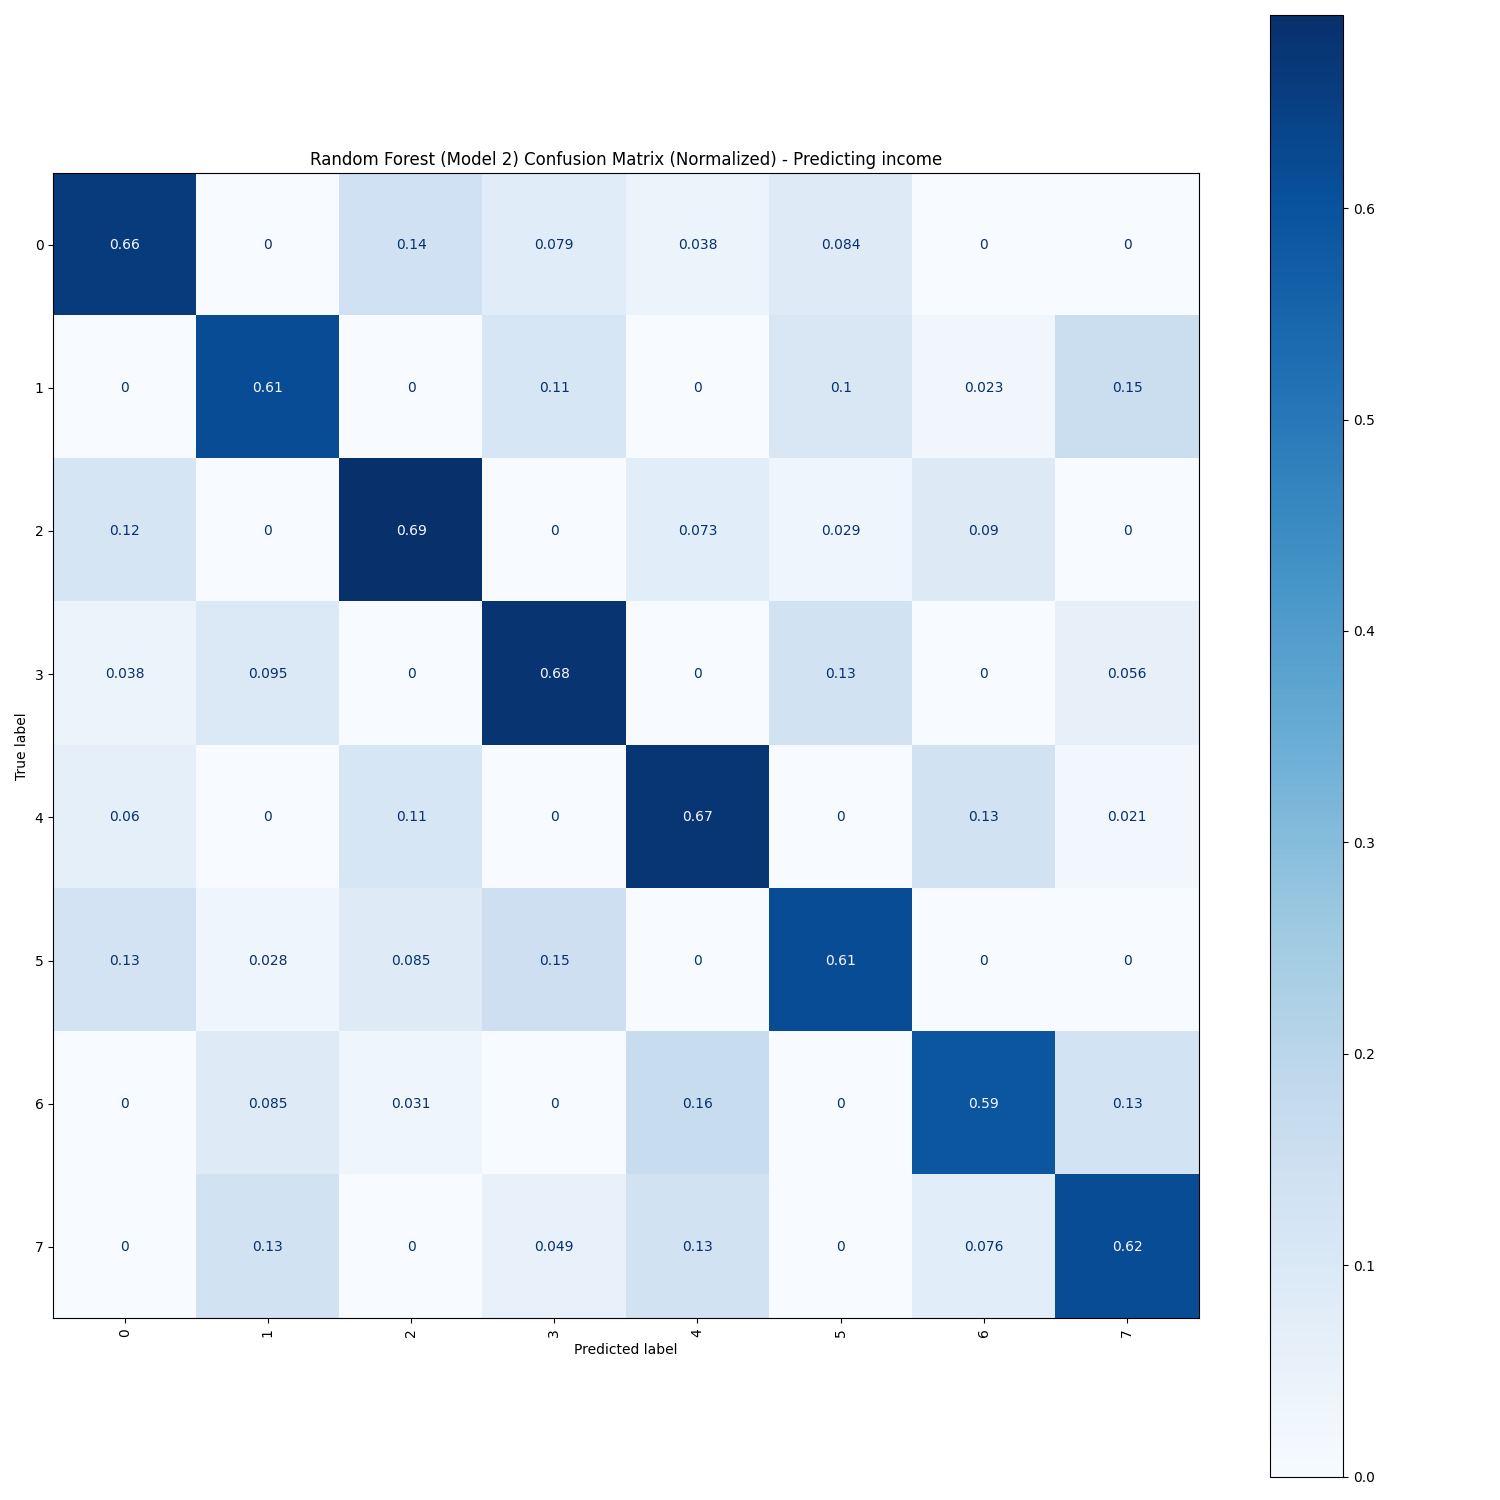 Random Forest (Model 2) Confusion Matrix (Normalized) - Predicting income
0 0.66 0 0.14 0.079 0.038 0.084 0 0
1 0 0.61 0 0.11 0 0.1 0.023 0.15
2 0.12 0 0.69 0 0.073 0.029 0.09 0
3 0.038 0.095 0 0.68 0 0.13 0 0.056
4 0.06 0 0.11 0 0.67 0 0.13 0.021
5 0.13 0.028 0.085 0.15 0 0.61 0 0
6 0 0.085 0.031 0 0.16 0 0.59 0.13
7 0 0.13 0 0.049 0.13 0 0.076 0.62
True label
0 1 2 3 4 5 6 7
Predicted label
0.6
0.5
0.4
0.3
0.2
0.1
0.0